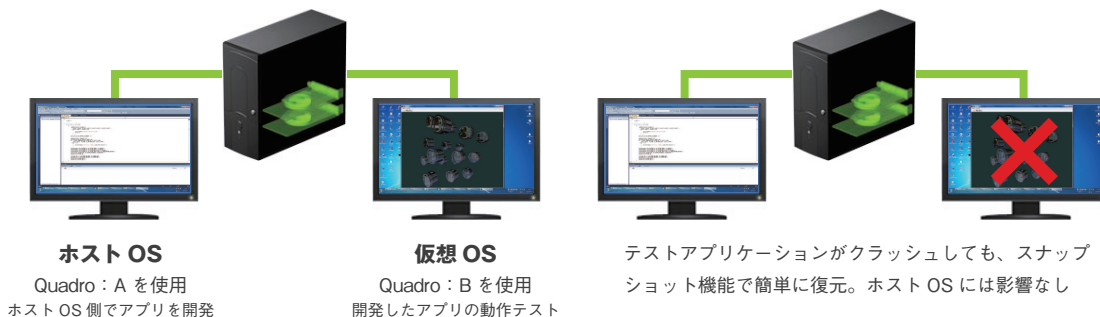 ホスト OS
Quadro:A を使用
ホスト OS 側でアプリを開発
仮想 OS
Quadro:B を使用
開発したアプリの動作テスト
テストアプリケーションがクラッシュしても、スナップ
ショット機能で簡単に復元。ホスト OS には影響なし